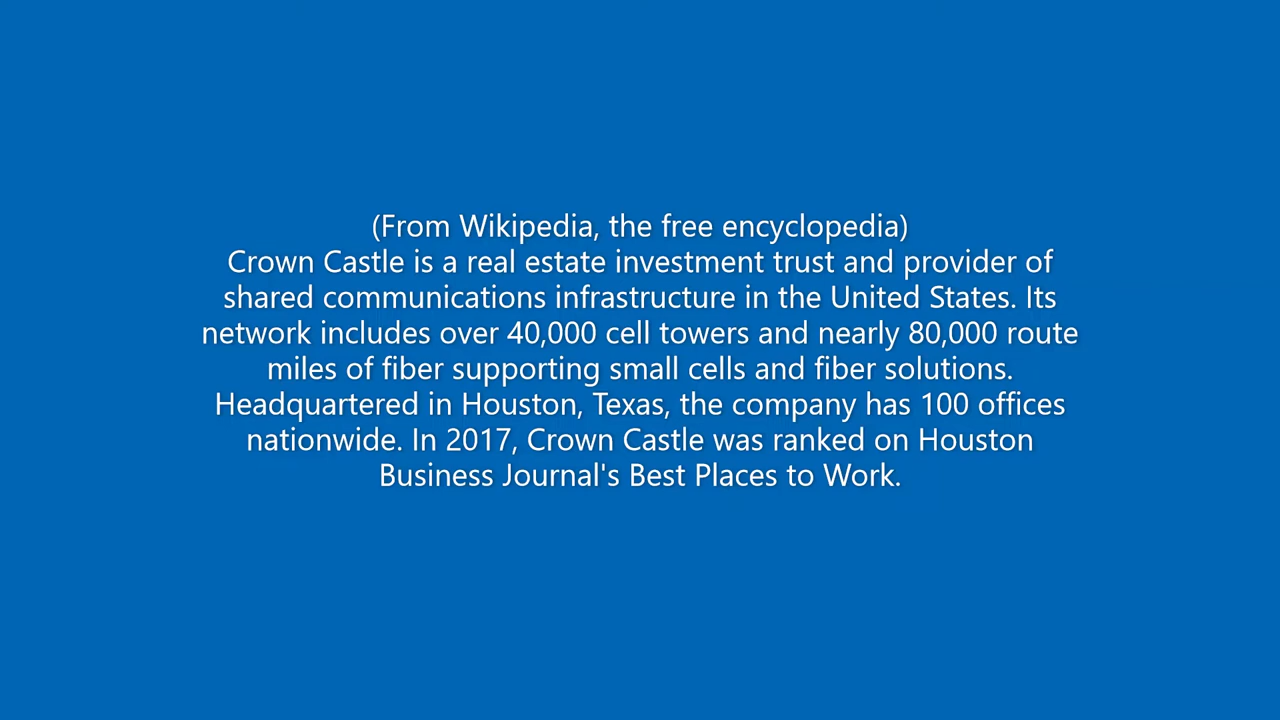 (From Wikipedia, the free encyclopedia)
Crown Castle is a real estate investment trust and provider of
shared communications infrastructure in the United States. Its
network includes over 40,000 cell towers and nearly 80,000 route
miles of fiber supporting small cells and fiber solutions.
Headquartered in Houston, Texas, the company has 100 offices
nationwide. In 2017, Crown Castle was ranked on Houston
Business Journal's Best Places to Work.